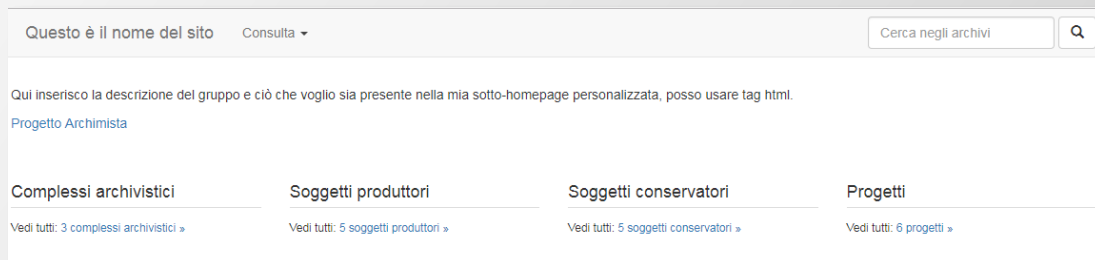 Questo è il nome del sito Consulta Cerca negli archivi
Qui inserisco la descrizione del gruppo e ciò che voglio sia presente nella mia sotto-homepage personalizzata, posso usare tag html.
Progetto Archimista
Complessi archivistici Soggetti produttori Soggetti conservatori Progetti
Vedi tutti: 3 complessi archivistici » Vedi tutti: 5 soggetti produttori » Vedi tutti: 5 soggetti conservatori » Vedi tutti: 6 progetti »